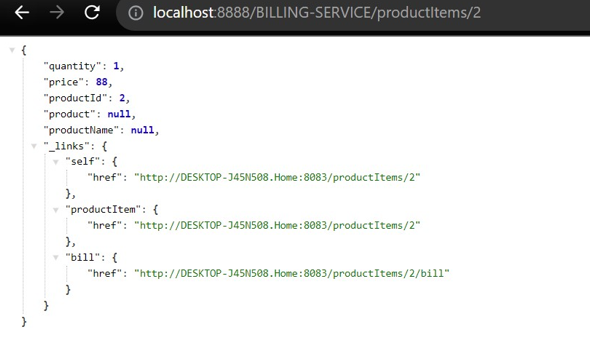 localhost:8888/BILLING-SERVICE/productItems/2
{
"quantity": 1,
"price": 88,
"productId": 2,
"product": null,
"productName": null,
"_links": {
"self": {
"href": "http://DESKTOP-J45N508.Home:8083/productItems/2"
},
"productItem": {
"href": "http://DESKTOP-J45N508.Home:8083/productItems/2"
},
"bill": {
"href": "http://DESKTOP-J45N508.Home:8083/productItems/2/bill"
}
}
}